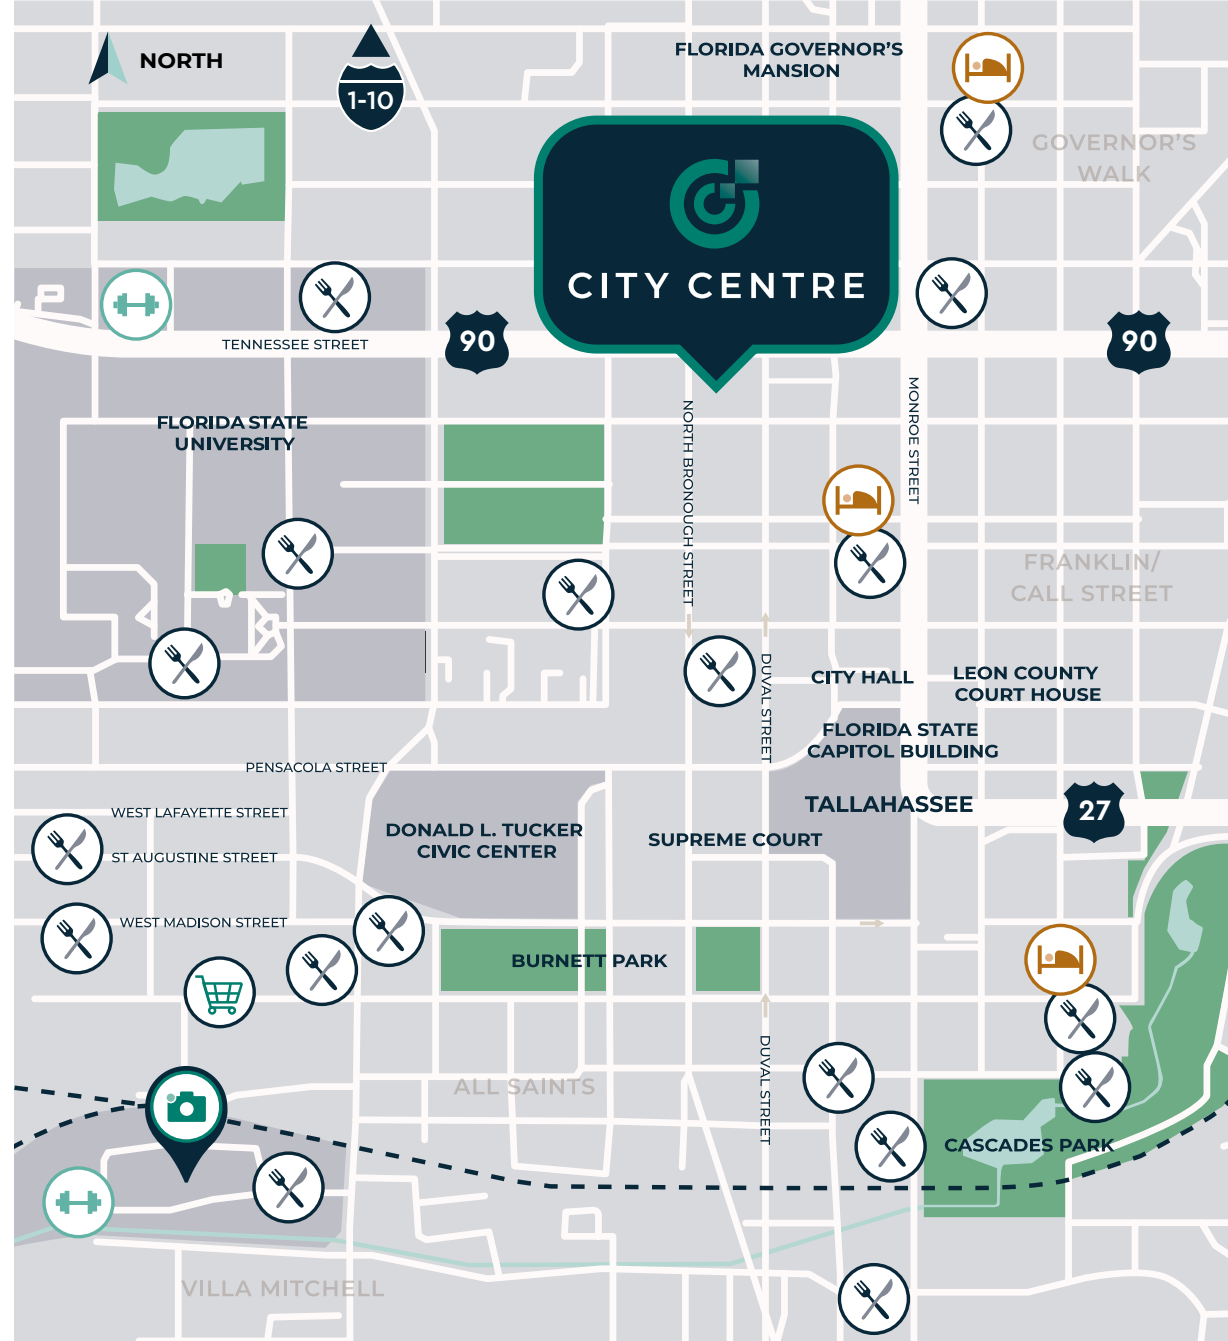 NORTH
1-10
FLORIDA GOVERNOR'S
MANSION
GOVERNOR'S
WALK
CITY CENTRE
TENNESSEE STREET
90
90
FLORIDA STATE
UNIVERSITY
NORTH BRONOUGH STREET
MONROE STREET
FRANKLIN/
CALL STREET
DUVAL STREET
CITY HALL
LEON COUNTY
COURT HOUSE
FLORIDA STATE
CAPITOL BUILDING
PENSACOLA STREET
TALLAHASSEE
27
WEST LAFAYETTE STREET
DONALD L. TUCKER
CIVIC CENTER
SUPREME COURT
ST AUGUSTINE STREET
WEST MADISON STREET
BURNETT PARK
DUVAL STREET
ALL SAINTS
CASCADES PARK
VILLA MITCHELL